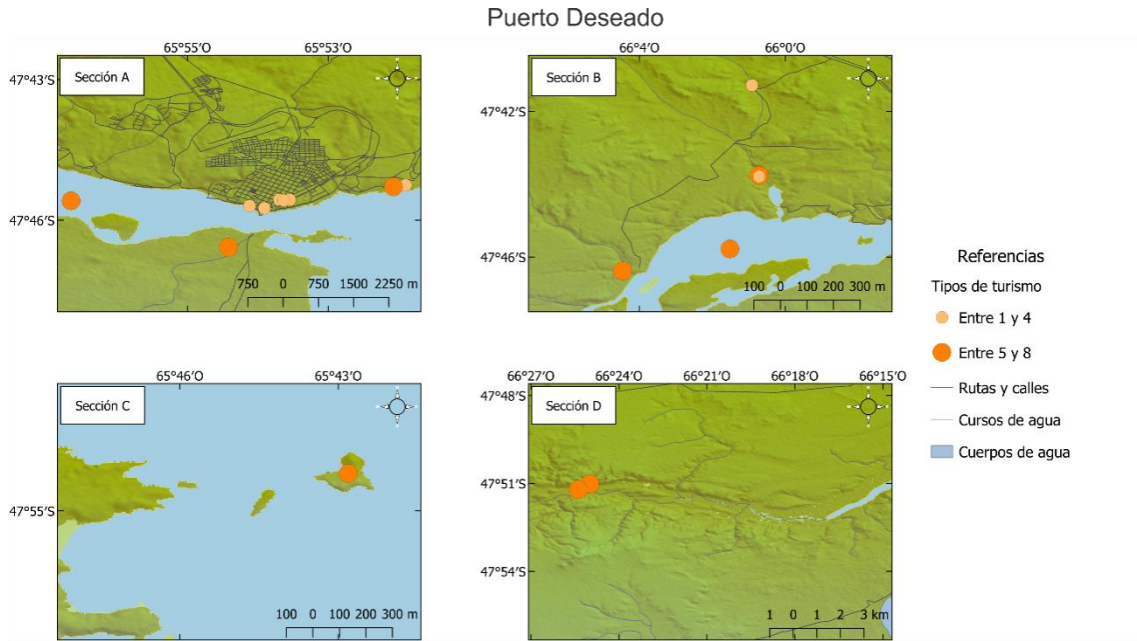 Puerto Deseado
65°55'O 65°53'O
Sección A
47°43'S
47°46'S
750 0 750 1500 2250 m
66°4'O 66°0'O
Sección B
47°42'S
47°46'S
100 0 100 200 300 m
65°46'O 65°43'O
Sección C
47°55'S
100 0 100 200 300 m
66°27'O 66°24'O 66°21'O 66°18'O 66°15'O
47°48'S
Sección D
47°51'S
47°54'S
1 0 1 2 3 km
Referencias
Tipos de turismo
Entre 1 y 4
Entre 5 y 8
Rutas y calles
Cursos de agua
Cuerpos de agua